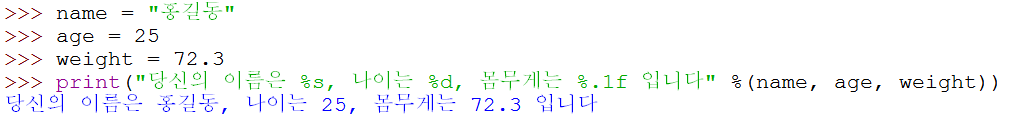 >>> name = "홍길동"
>>> age = 25
>>> weight = 72.3
>>> print("당신의 이름은 %s, 나이는 %d, 몸무게는 %.1f 입니다" %(name, age, weight))
당신의 이름은 홍길동, 나이는 25, 몸무게는 72.3 입니다